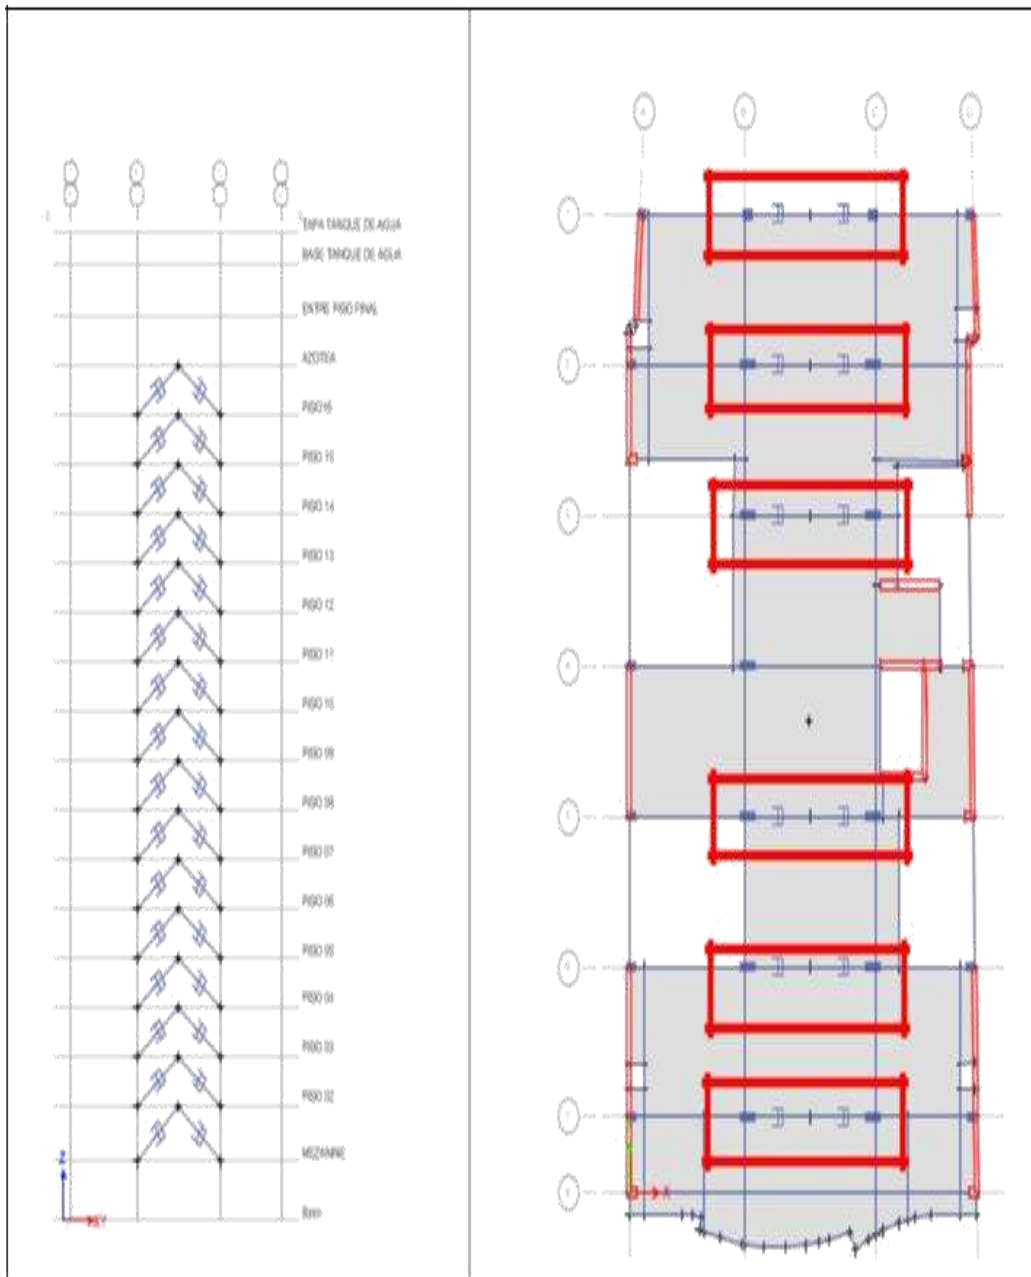 TAPA TANQUE DE AGUA
BASE TANQUE DE AGUA
ENTRE PISO FINAL
AZOTEA
PISO 16
PISO 15
PISO 14
PISO 13
PISO 12
PISO 11
PISO 10
PISO 09
PISO 08
PISO 07
PISO 06
PISO 05
PISO 04
PISO 03
PISO 02
MEZANINE
Base
X
A
B
C
D
X